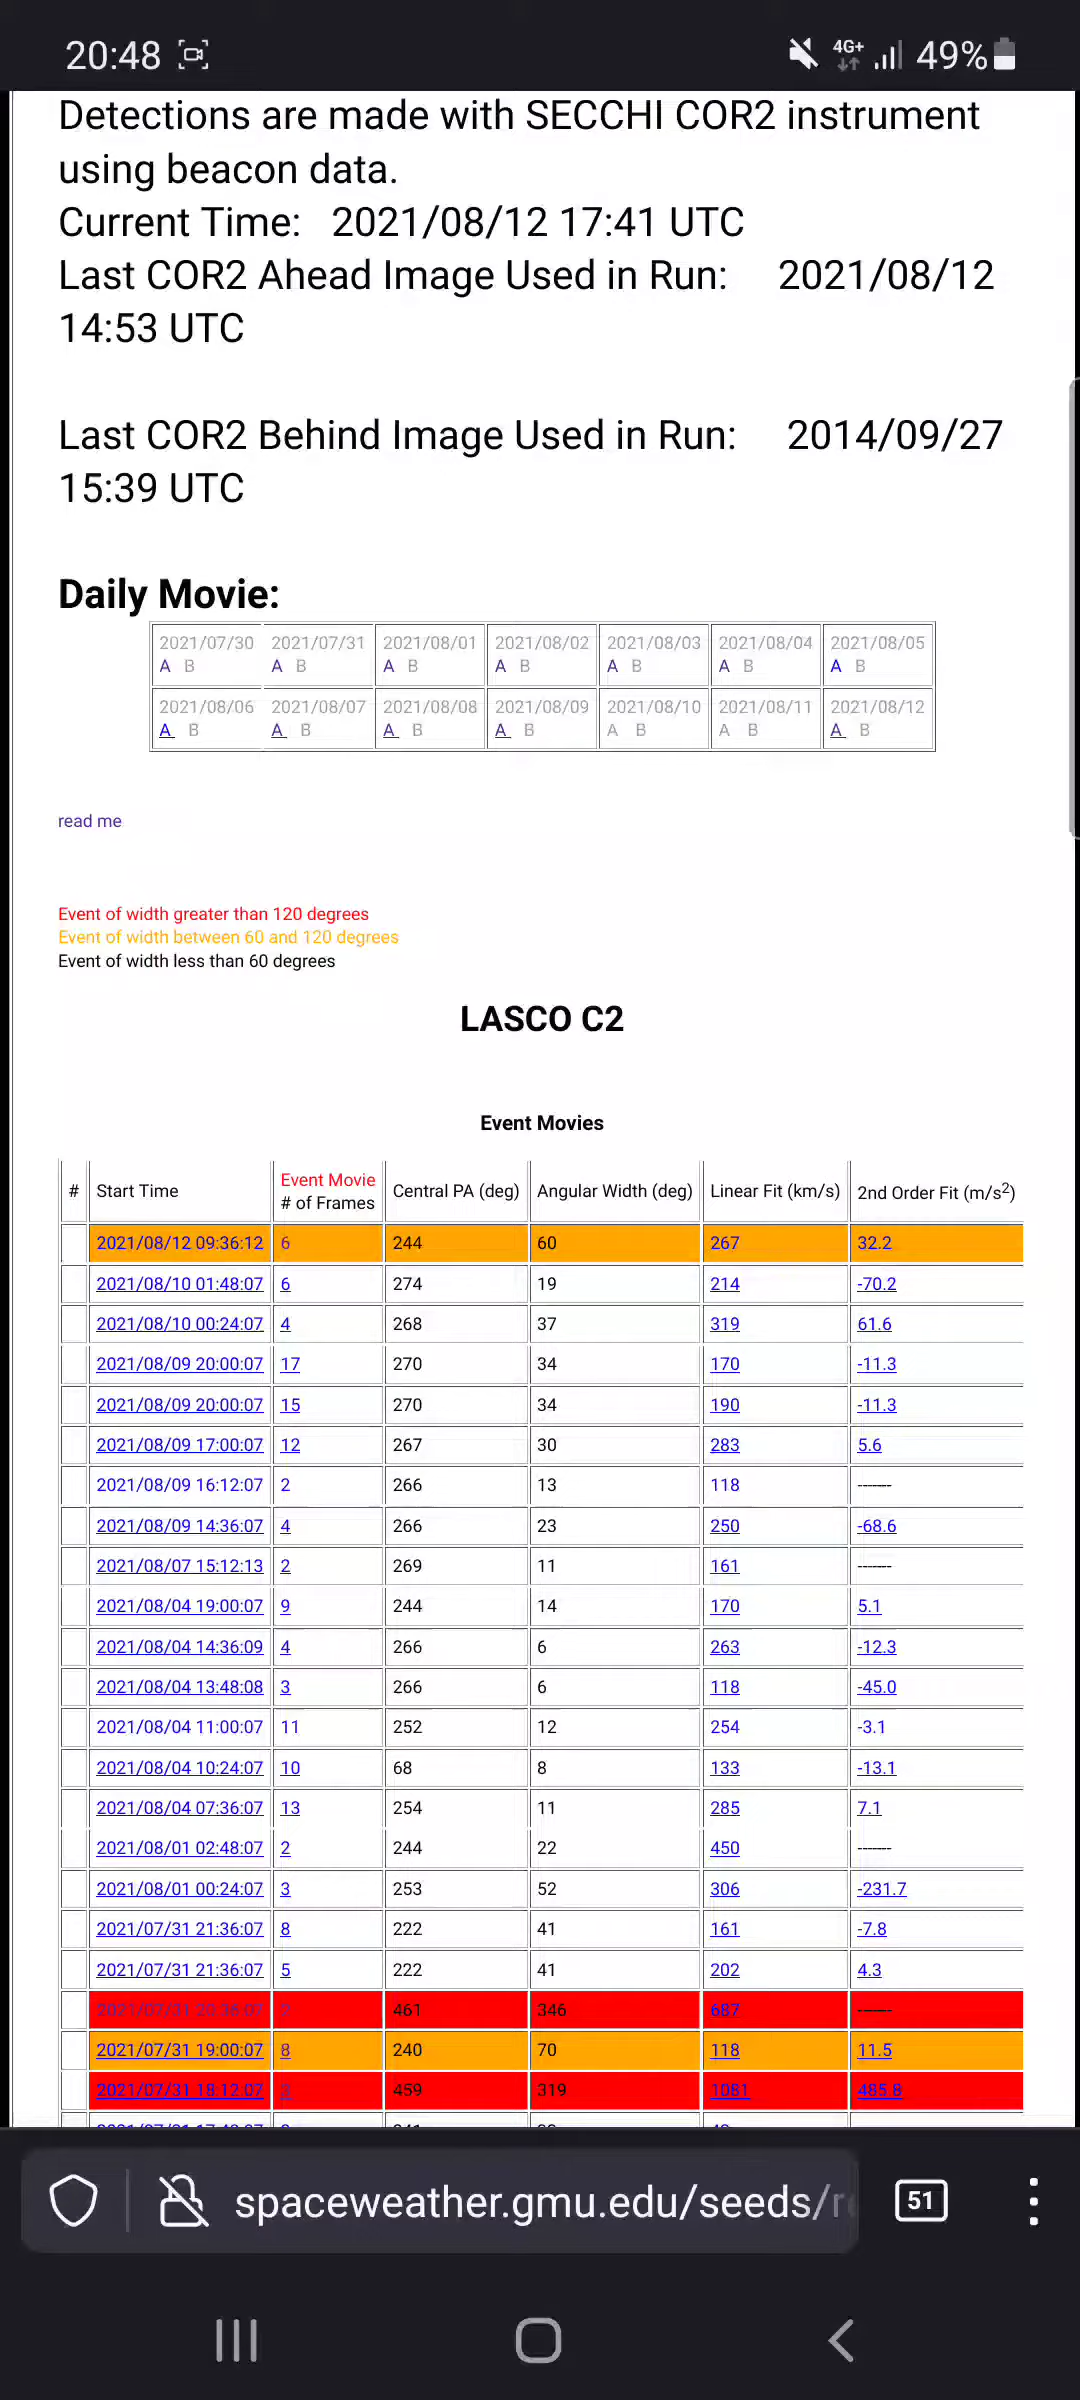 20:48 4G+ 49%
Detections are made with SECCHI COR2 instrument
using beacon data.
Current Time: 2021/08/12 17:41 UTC
Last COR2 Ahead Image Used in Run: 2021/08/12
14:53 UTC
Last COR2 Behind Image Used in Run: 2014/09/27
15:39 UTC
Daily Movie:
2021/07/30 2021/07/31 2021/08/01 2021/08/02 2021/08/03 2021/08/04 2021/08/05
A B A B A B A B A B A B A B
2021/08/06 2021/08/07 2021/08/08 2021/08/09 2021/08/10 2021/08/11 2021/08/12
A B A B A B A B A B A B A B
read me
Event of width greater than 120 degrees
Event of width between 60 and 120 degrees
Event of width less than 60 degrees
LASCO C2
Event Movies
# Start Time Event Movie # of Frames Central PA (deg) Angular Width (deg) Linear Fit (km/s) 2nd Order Fit (m/s²)
2021/08/12 09:36:12 6 244 60 267 32.2
2021/08/10 01:48:07 6 274 19 214 -70.2
2021/08/10 00:24:07 4 268 37 319 61.6
2021/08/09 20:00:07 17 270 34 170 -11.3
2021/08/09 20:00:07 15 270 34 190 -11.3
2021/08/09 17:00:07 12 267 30 283 5.6
2021/08/09 16:12:07 2 266 13 118 -------
2021/08/09 14:36:07 4 266 23 250 -68.6
2021/08/07 15:12:13 2 269 11 161 -------
2021/08/04 19:00:07 9 244 14 170 5.1
2021/08/04 14:36:09 4 266 6 263 -12.3
2021/08/04 13:48:08 3 266 6 118 -45.0
2021/08/04 11:00:07 11 252 12 254 -3.1
2021/08/04 10:24:07 10 68 8 133 -13.1
2021/08/04 07:36:07 13 254 11 285 7.1
2021/08/01 02:48:07 2 244 22 450 -------
2021/08/01 00:24:07 3 253 52 306 -231.7
2021/07/31 21:36:07 8 222 41 161 -7.8
2021/07/31 21:36:07 5 222 41 202 4.3
2021/07/31 20:36:07 461 346 687 -------
2021/07/31 19:00:07 8 240 70 118 11.5
2021/07/31 18:12:07 3 459 319 1081 485.8
spaceweather.gmu.edu/seeds/r
51